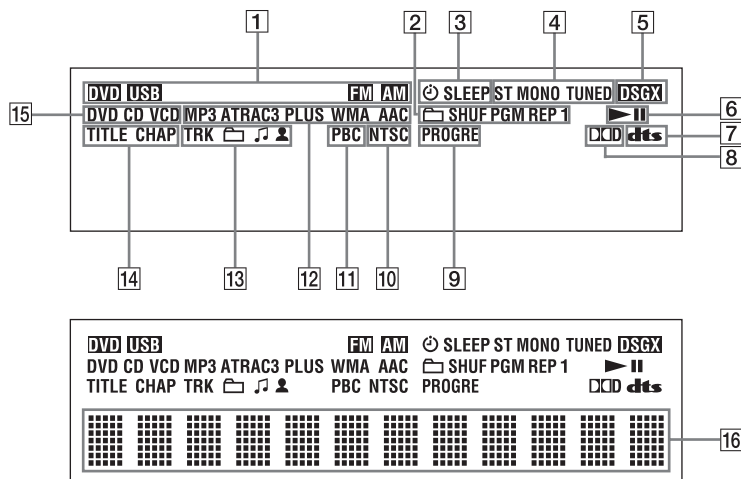 1 2 3 4 5
DVD USB FM AM SLEEP ST MONO TUNED DSGX
15 DVD CD VCD MP3 ATRAC3 PLUS WMA AAC SHUF PGM REP 1 6
TITLE CHAP TRK PBC NTSC PROGRE dts 7
8
14 13 12 11 10 9
DVD USB FM AM SLEEP ST MONO TUNED DSGX
DVD CD VCD MP3 ATRAC3 PLUS WMA AAC SHUF PGM REP 1
TITLE CHAP TRK PBC NTSC PROGRE dts
16